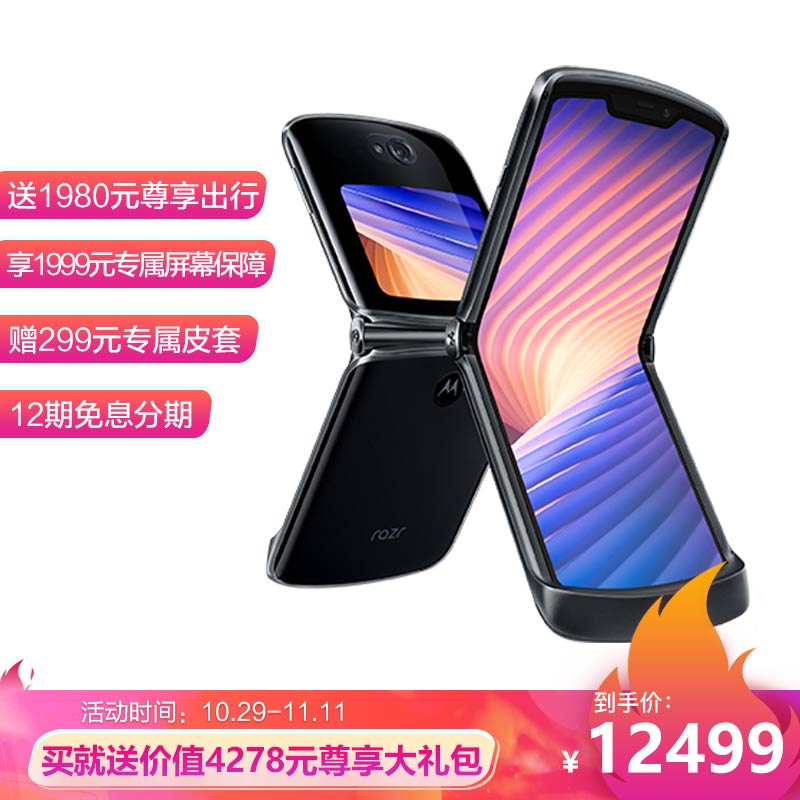 送1980元尊享出行
享1999元专属屏幕保障
赠299元专属皮套
12期免息分期
razr
活动时间：10.29-11.11
买就送价值4278元尊享大礼包
到手价：
¥12499